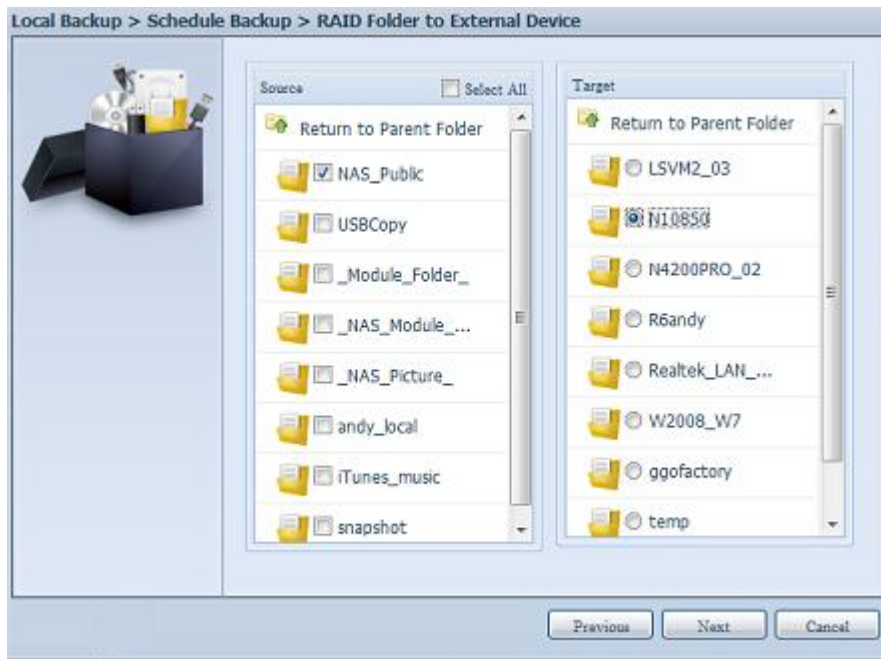 Local Backup > Schedule Backup > RAID Folder to External Device
Source
Select All
Return to Parent Folder
NAS_Public
USBCopy
_Module_Folder_
_NAS_Module_...
_NAS_Picture_
andy_local
iTunes_music
snapshot
Target
Return to Parent Folder
LSVM2_03
N10850
N4200PRO_02
R6andy
Realtek_LAN_...
W2008_W7
ggofactory
temp
Previous
Next
Cancel